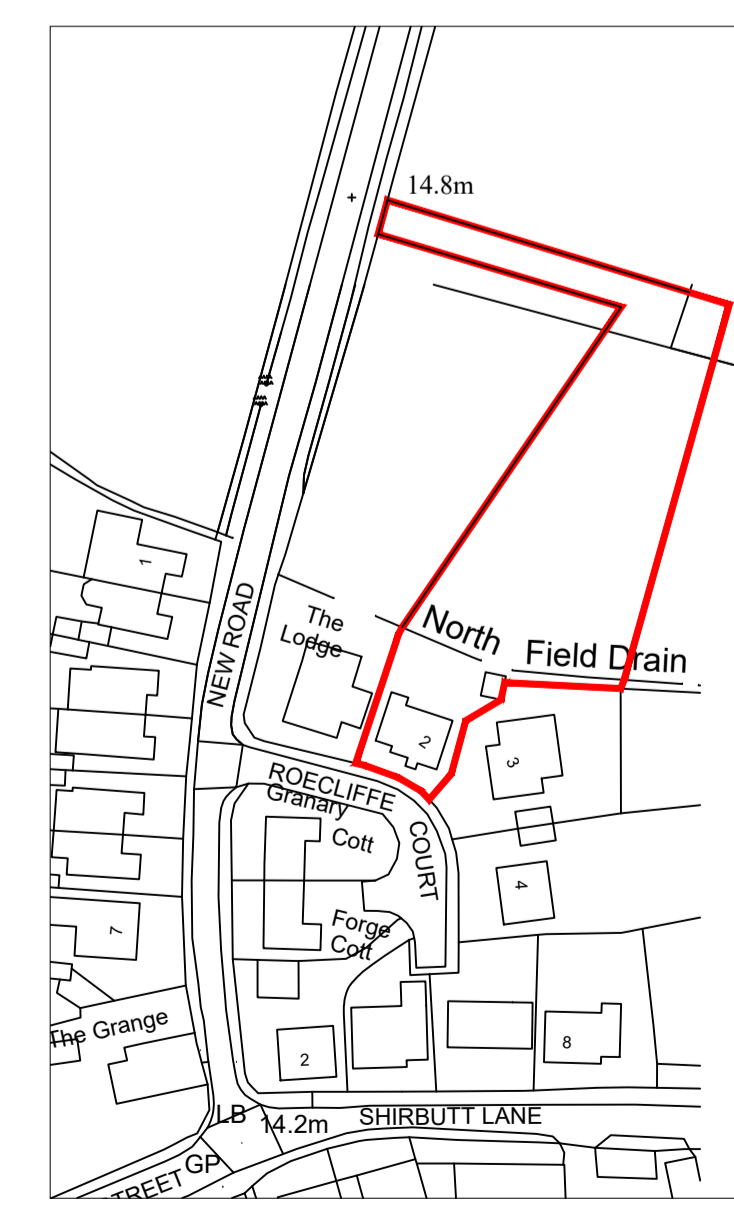 14.8m
1
NEW ROAD
The
Lodge
North Field Drain
2
3
ROECLIFFE
COURT
Granary
Cott
4
Forge
Cott
7
The Grange
2
8
LB
14.2m
SHIRBUTT LANE
GP
STREET